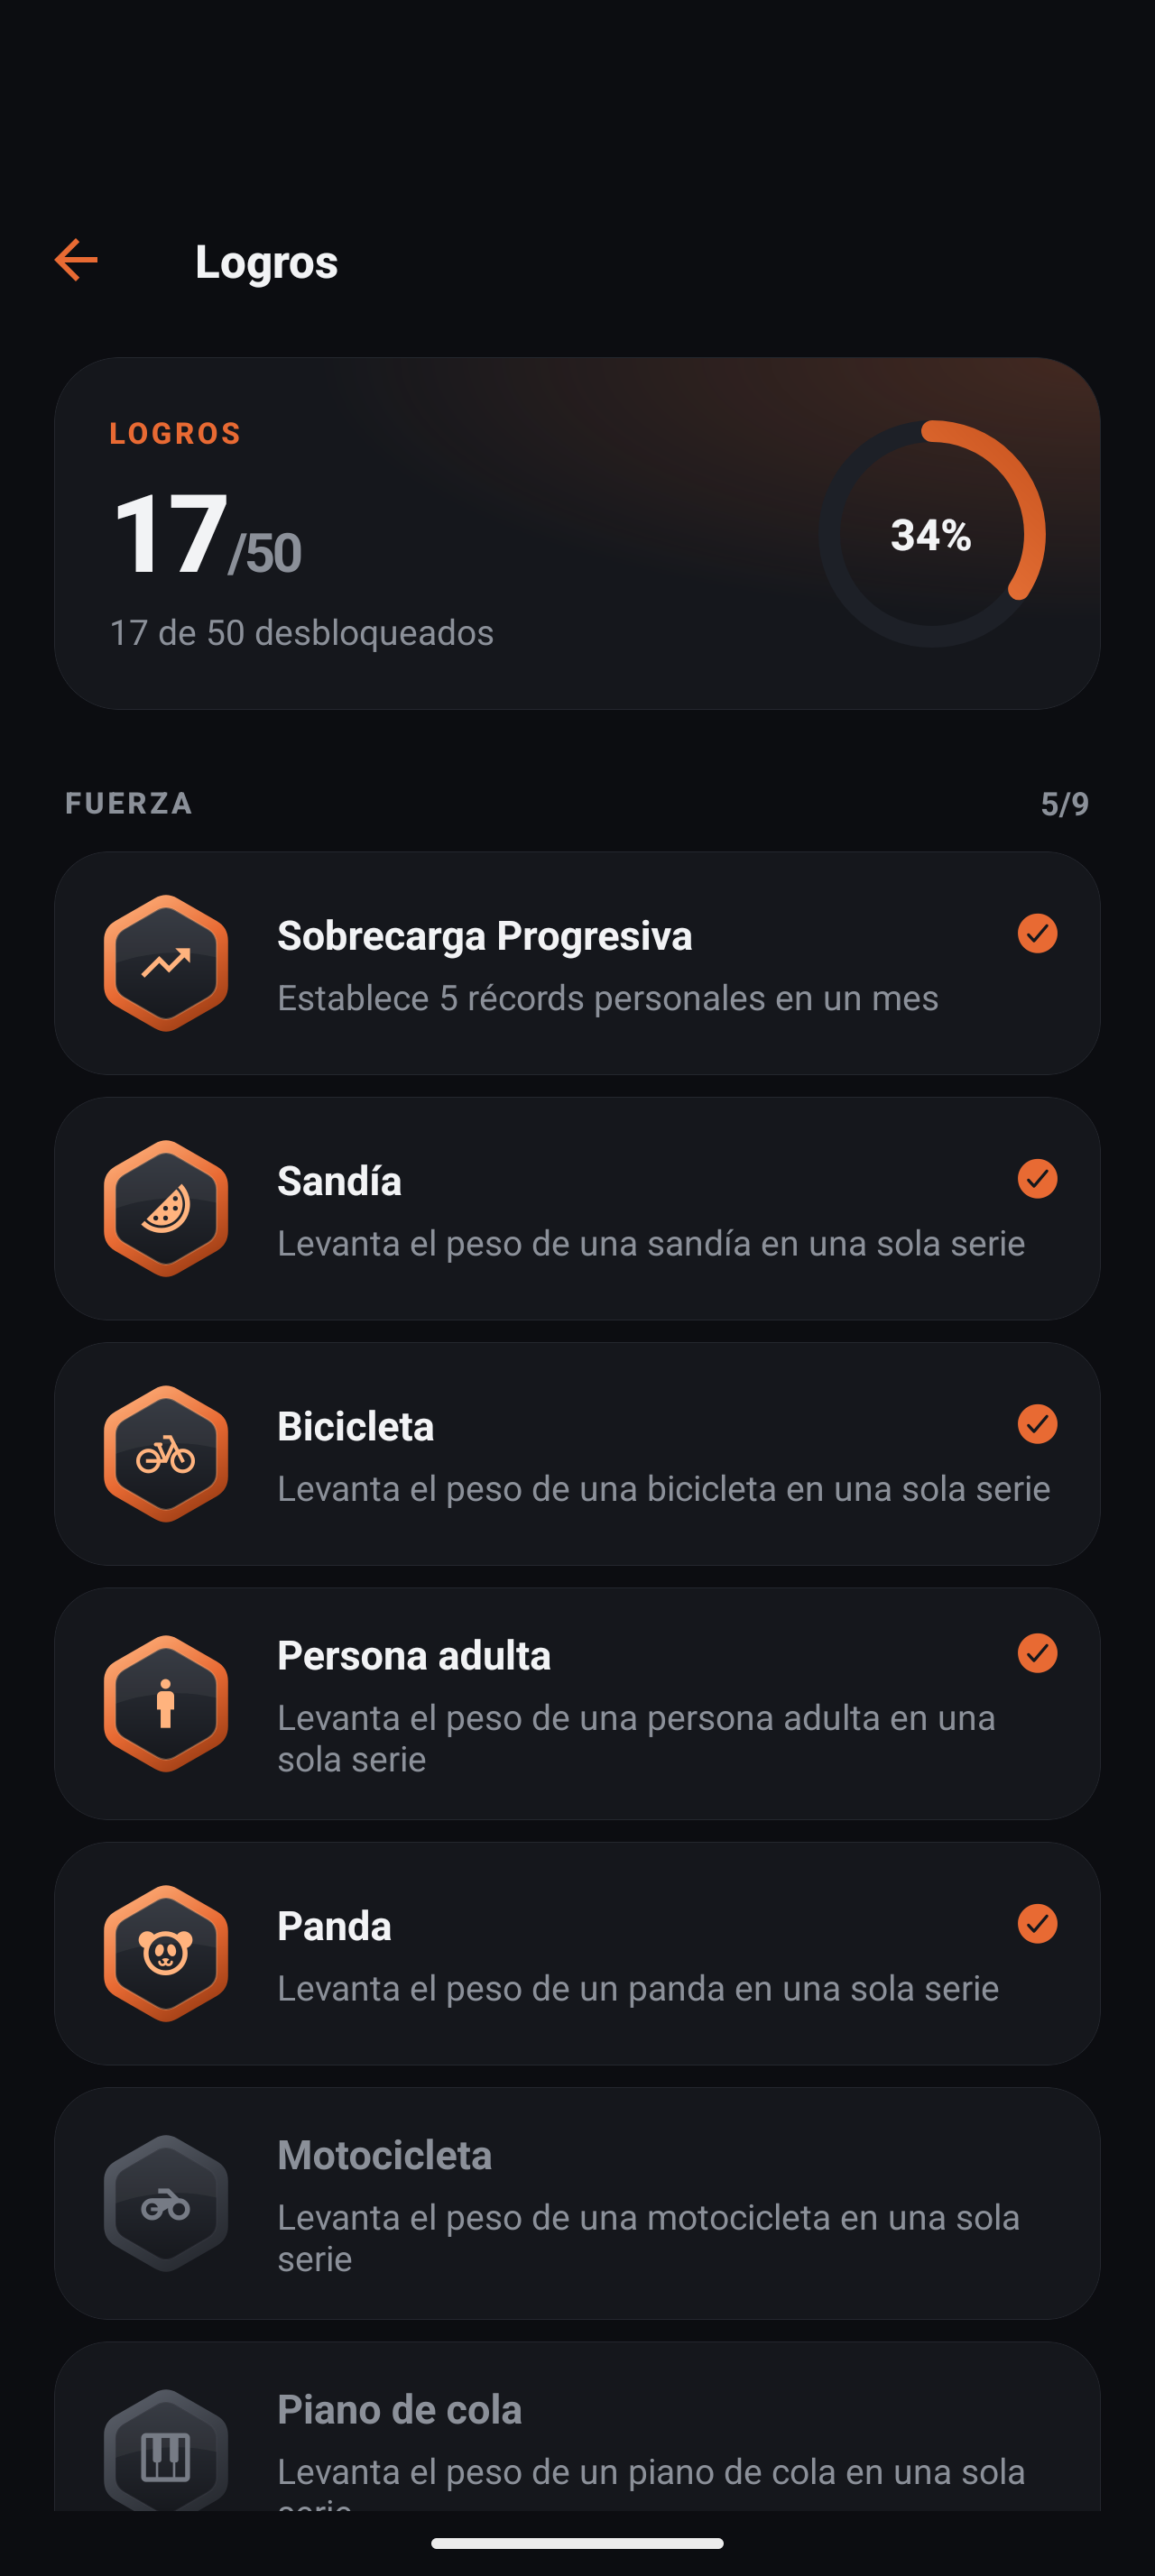 Logros
LOGROS
17/50
34%
17 de 50 desbloqueados
FUERZA
5/9
Sobrecarga Progresiva
Establece 5 récords personales en un mes
Sandía
Levanta el peso de una sandía en una sola serie
Bicicleta
Levanta el peso de una bicicleta en una sola serie
Persona adulta
Levanta el peso de una persona adulta en una
sola serie
Panda
Levanta el peso de un panda en una sola serie
Motocicleta
Levanta el peso de una motocicleta en una sola
serie
Piano de cola
Levanta el peso de un piano de cola en una sola
serie